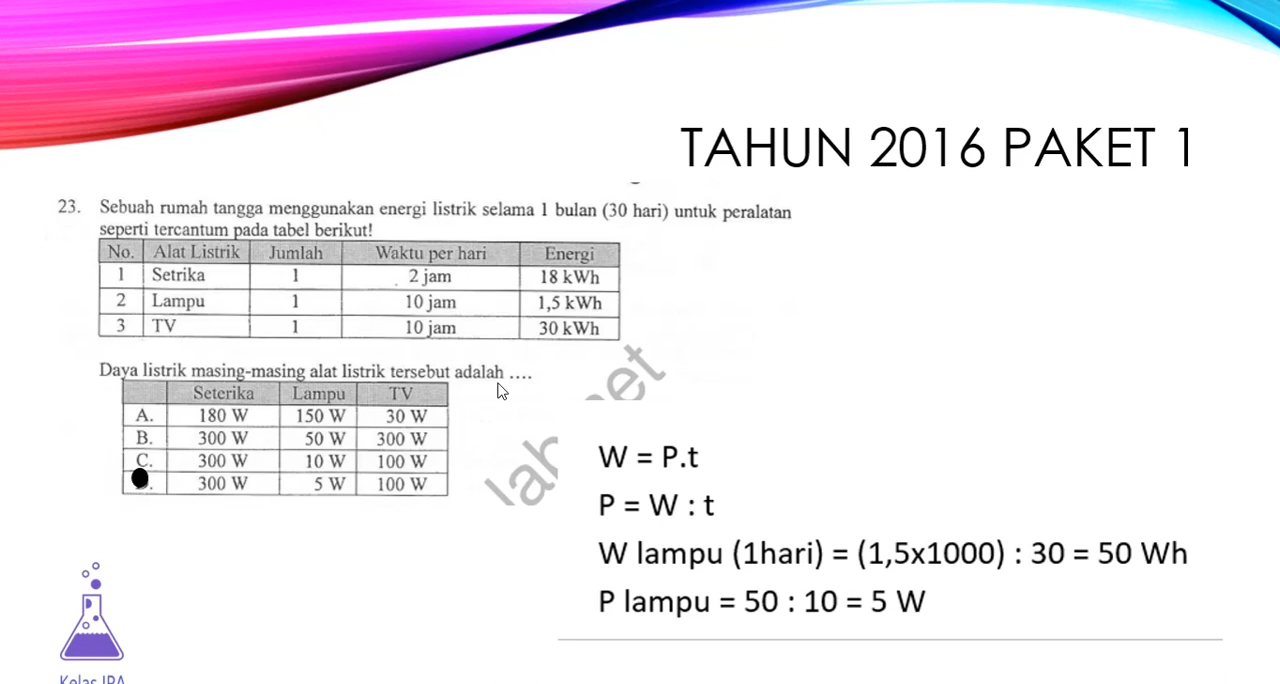 TAHUN 2016 PAKET 1
23. Sebuah rumah tangga menggunakan energi listrik selama 1 bulan (30 hari) untuk peralatan
seperti tercantum pada tabel berikut!
No. Alat Listrik Jumlah Waktu per hari Energi
1 Setrika 1 2 jam 18 kWh
2 Lampu 1 10 jam 1,5 kWh
3 TV 1 10 jam 30 kWh
Daya listrik masing-masing alat listrik tersebut adalah ....
Seterika Lampu TV
A. 180 W 150 W 30 W
B. 300 W 50 W 300 W
C. 300 W 10 W 100 W
300 W 5 W 100 W
W = P.t
P = W : t
W lampu (1hari) = (1,5x1000) : 30 = 50 Wh
P lampu = 50 : 10 = 5 W
Kelas IPA